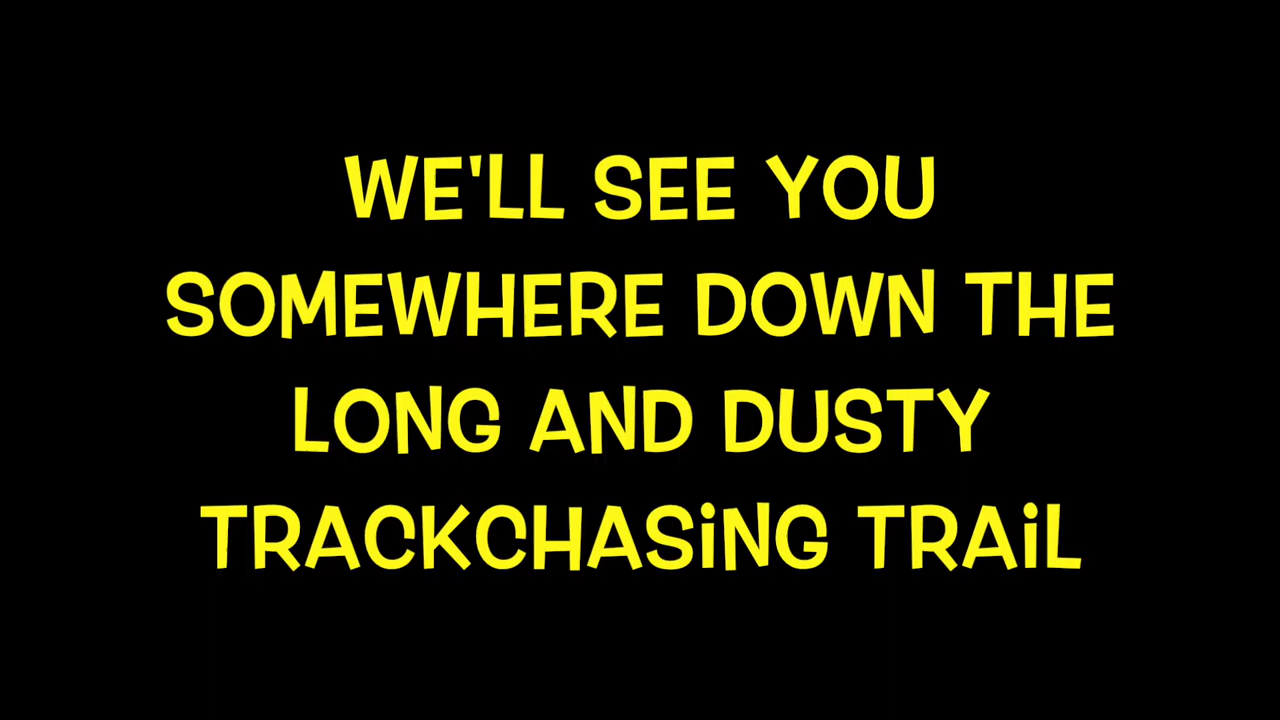 WE'LL SEE YOU
SOMEWHERE DOWN THE
LONG AND DUSTY
TRACKCHASiNG TRAiL